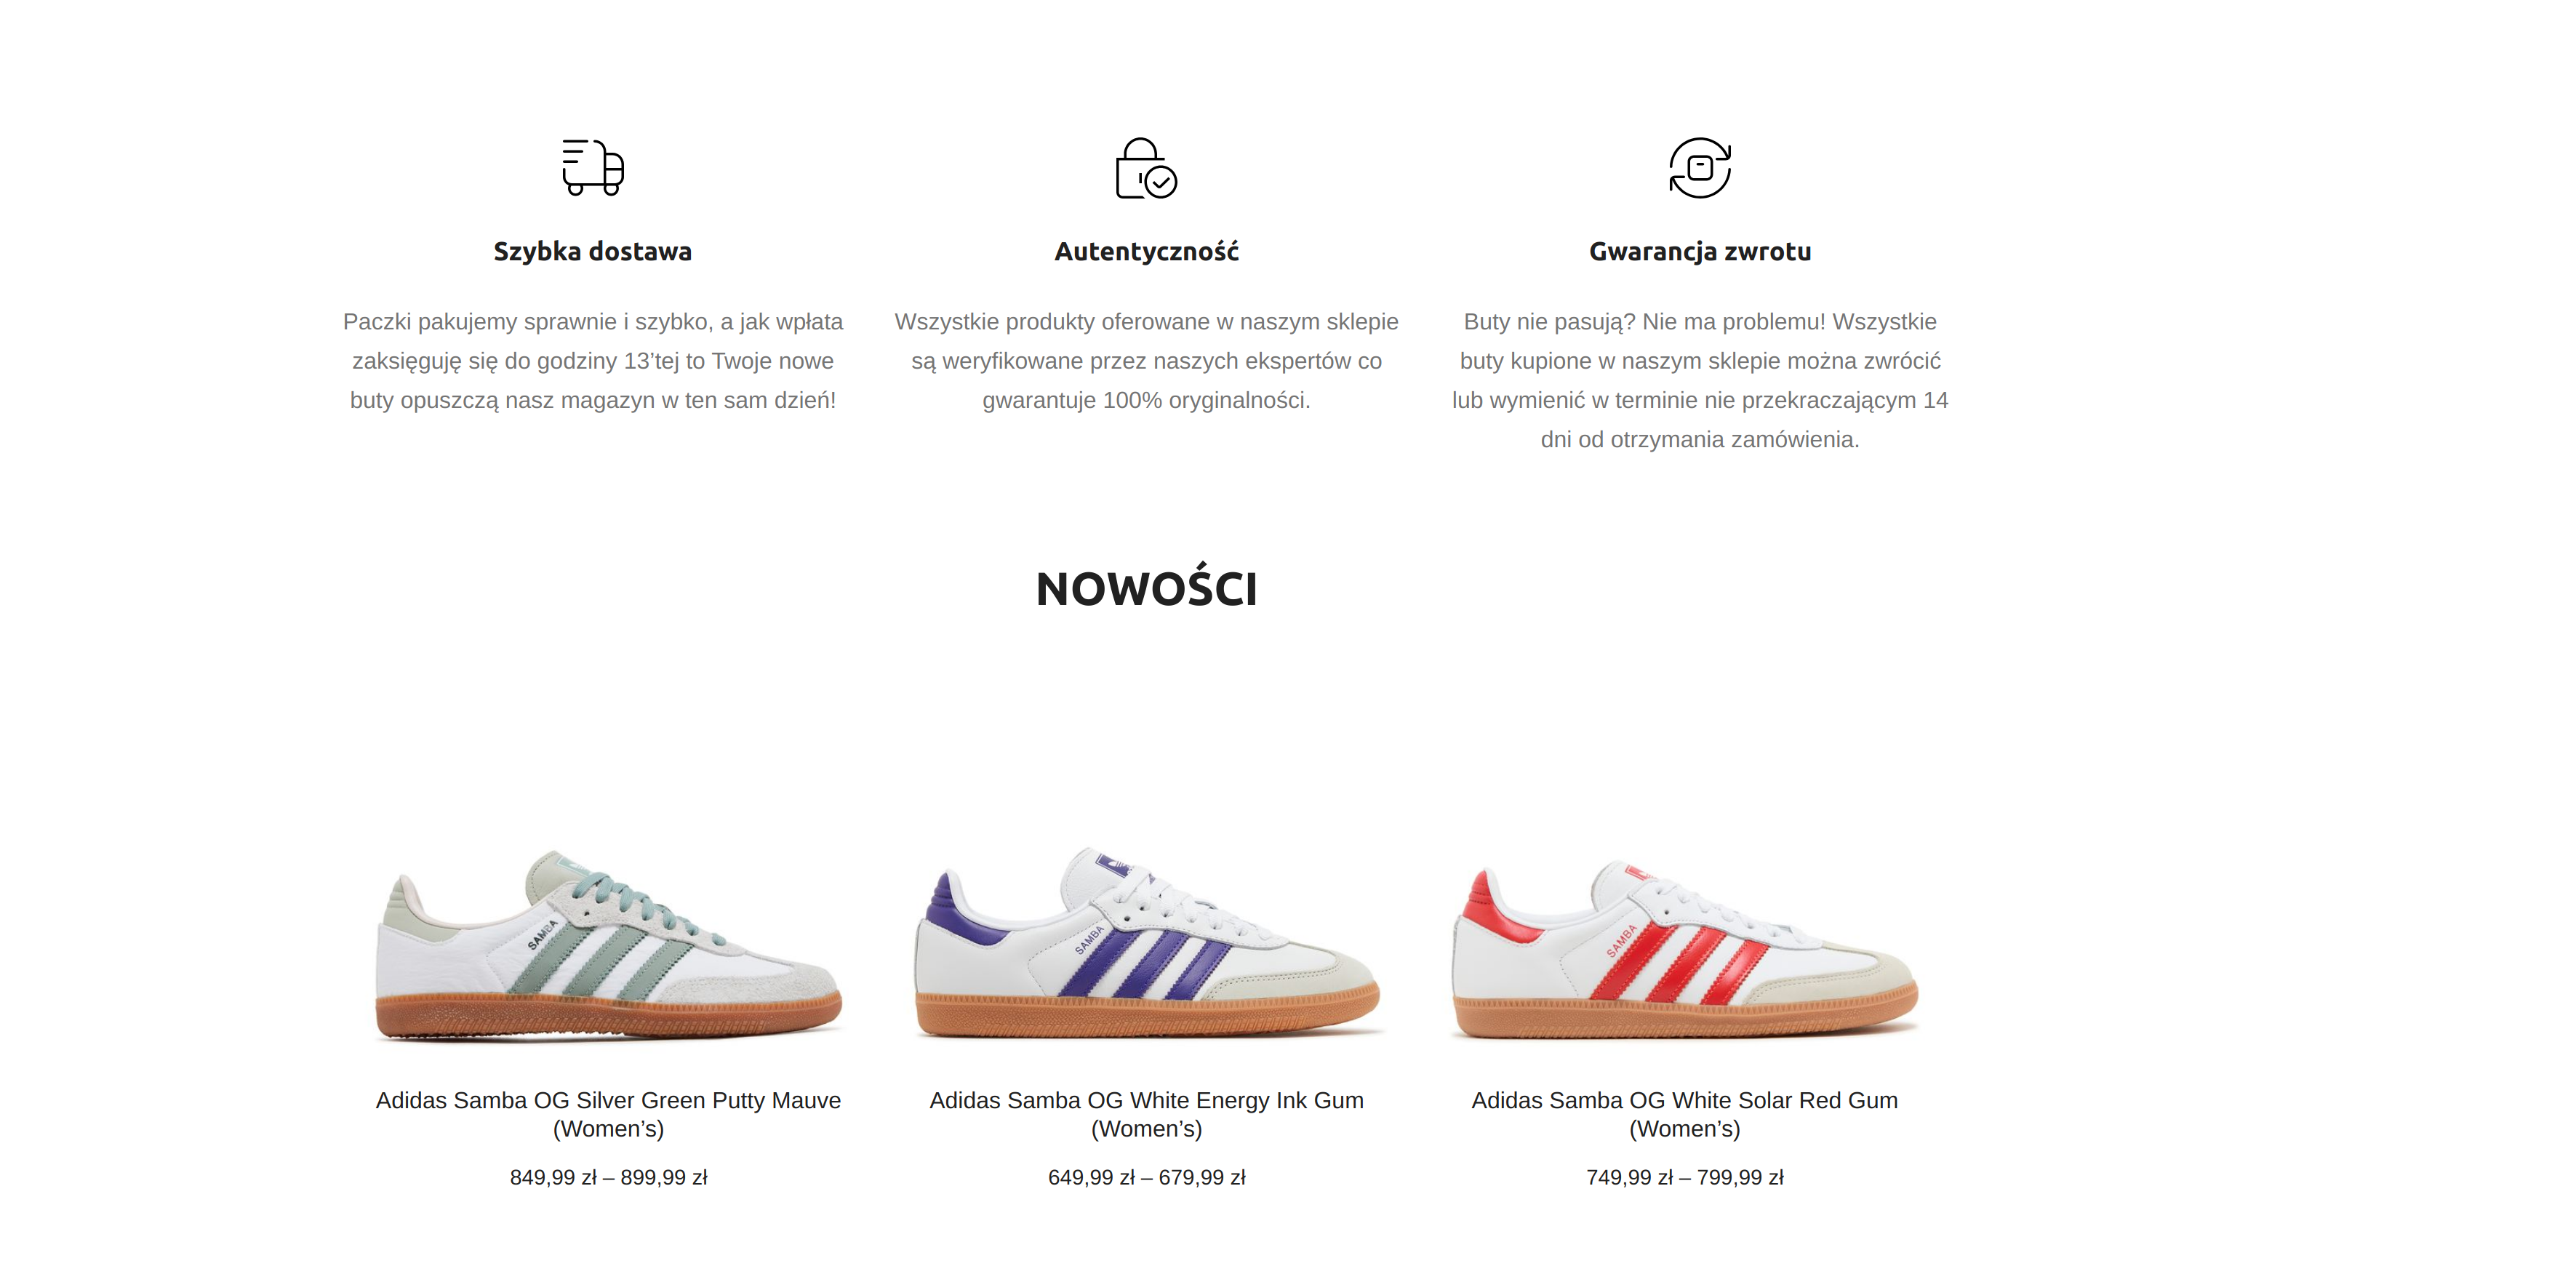 Szybka dostawa
Paczki pakujemy sprawnie i szybko, a jak wpłata
zaksięguję się do godziny 13’tej to Twoje nowe
buty opuszczą nasz magazyn w ten sam dzień!
Autentyczność
Wszystkie produkty oferowane w naszym sklepie
są weryfikowane przez naszych ekspertów co
gwarantuje 100% oryginalności.
Gwarancja zwrotu
Buty nie pasują? Nie ma problemu! Wszystkie
buty kupione w naszym sklepie można zwrócić
lub wymienić w terminie nie przekraczającym 14
dni od otrzymania zamówienia.
NOWOŚCI
SAMBA
Adidas Samba OG Silver Green Putty Mauve
(Women’s)
849,99 zł – 899,99 zł
SAMBA
Adidas Samba OG White Energy Ink Gum
(Women’s)
649,99 zł – 679,99 zł
SAMBA
Adidas Samba OG White Solar Red Gum
(Women’s)
749,99 zł – 799,99 zł